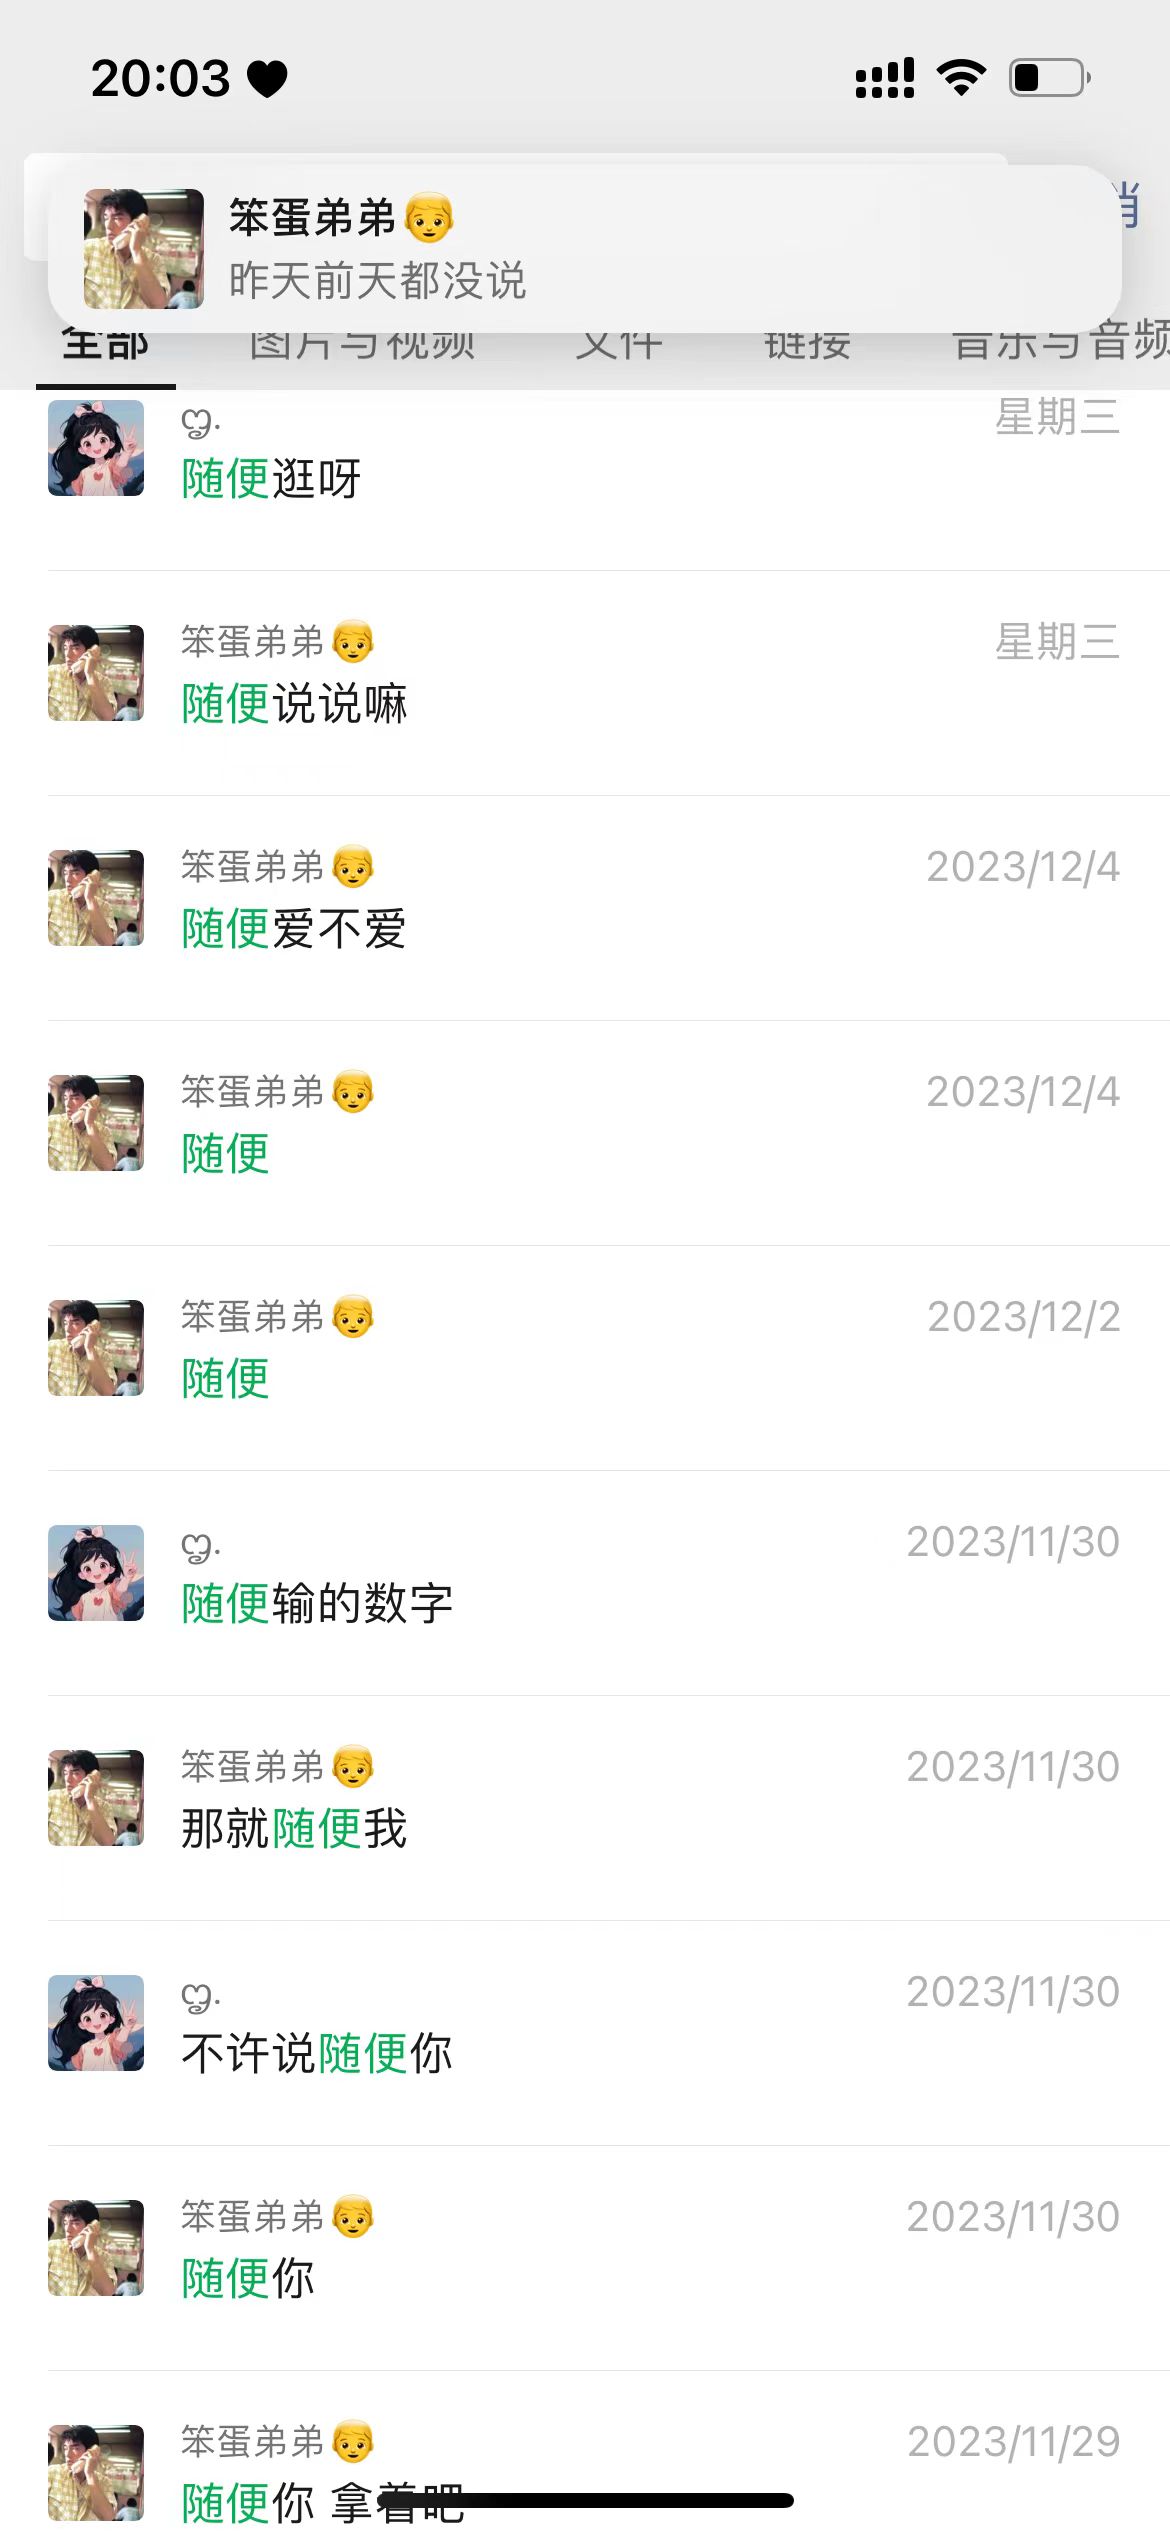 20:03
笨蛋弟弟
昨天前天都没说
全部 图片与视频 文件 链接 音乐与音频
星期三
随便逛呀
笨蛋弟弟 星期三
随便说说嘛
笨蛋弟弟 2023/12/4
随便爱不爱
笨蛋弟弟 2023/12/4
随便
笨蛋弟弟 2023/12/2
随便
2023/11/30
随便输的数字
笨蛋弟弟 2023/11/30
那就随便我
2023/11/30
不许说随便你
笨蛋弟弟 2023/11/30
随便你
笨蛋弟弟 2023/11/29
随便你 拿着吧